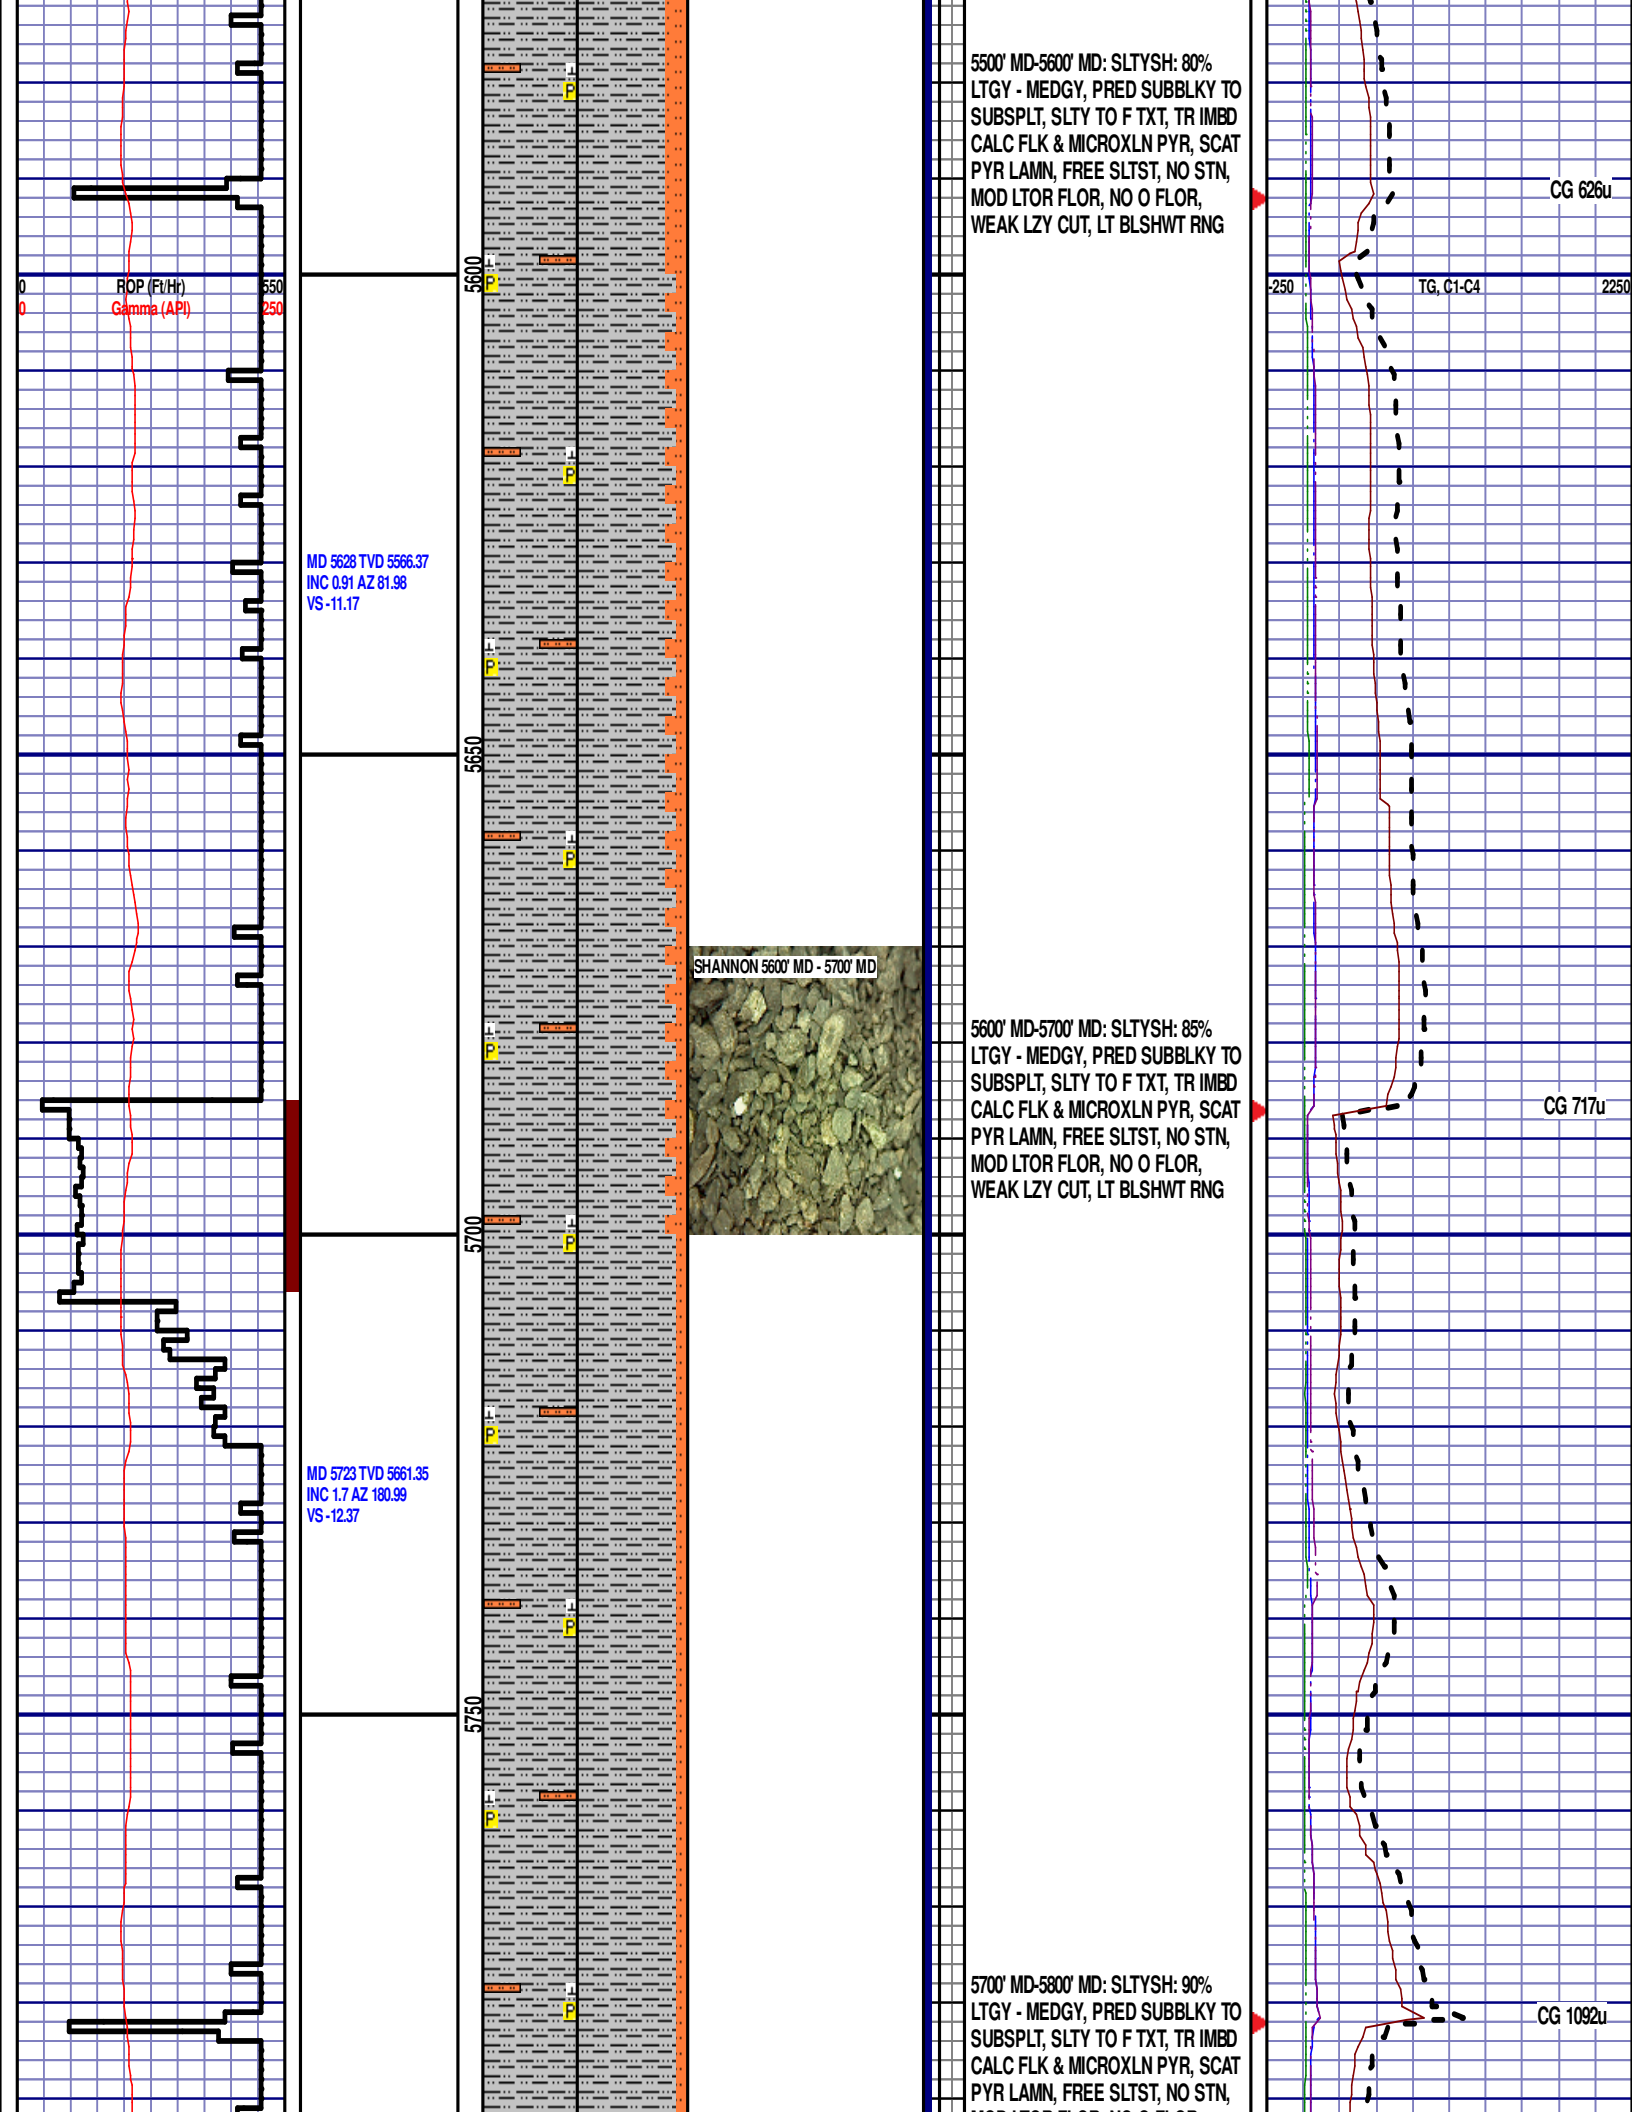 5500' MD-5600' MD: SLTYSH: 80%
LTGY - MEDGY, PRED SUBBLKY TO
SUBSPLT, SLTY TO F TXT, TR IMBD
CALC FLK & MICROXLN PYR, SCAT
PYR LAMN, FREE SLTST, NO STN,
MOD LTOR FLOR, NO O FLOR,
WEAK LZY CUT, LT BLSHWT RNG
CG 626u
5600
0 ROP (Ft/Hr) 550
0 Gamma (API) 250
-250 TG, C1-C4 2250
MD 5628 TVD 5566.37
INC 0.91 AZ 81.98
VS -11.17
5650
SHANNON 5600' MD - 5700' MD
5600' MD-5700' MD: SLTYSH: 85%
LTGY - MEDGY, PRED SUBBLKY TO
SUBSPLT, SLTY TO F TXT, TR IMBD
CALC FLK & MICROXLN PYR, SCAT
PYR LAMN, FREE SLTST, NO STN,
MOD LTOR FLOR, NO O FLOR,
WEAK LZY CUT, LT BLSHWT RNG
CG 717u
5700
MD 5723 TVD 5661.35
INC 1.7 AZ 180.99
VS -12.37
5750
5700' MD-5800' MD: SLTYSH: 90%
LTGY - MEDGY, PRED SUBBLKY TO
SUBSPLT, SLTY TO F TXT, TR IMBD
CALC FLK & MICROXLN PYR, SCAT
PYR LAMN, FREE SLTST, NO STN,
CG 1092u
P
P
P
P
P
P
P
P
P
P
P